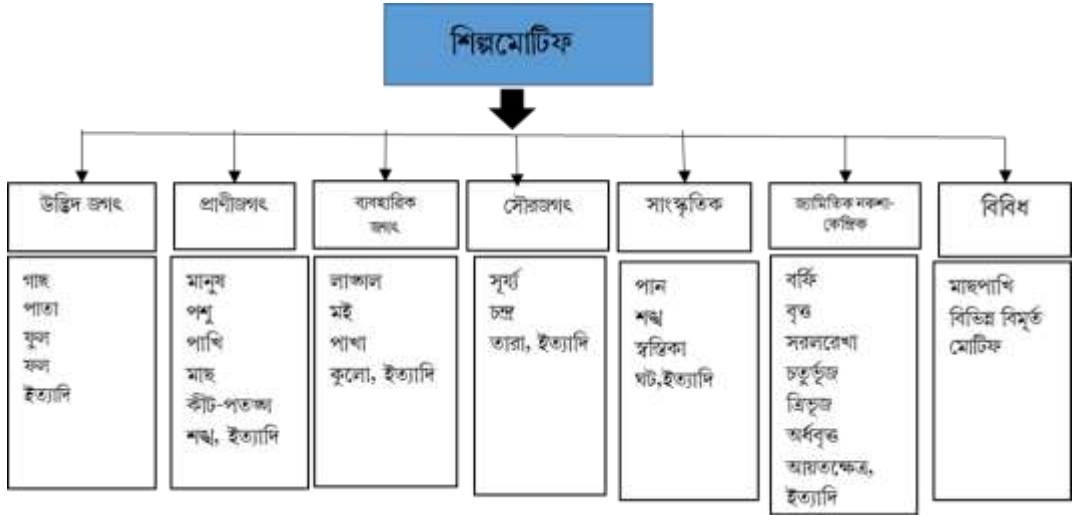 শিল্পমোটিফ
উদ্ভিদ জগৎ
গাছ
পাতা
ফুল
ফল
ইত্যাদি
প্রাণীজগৎ
মানুষ
পশু
পাখি
মাছ
কীট-পতঙ্গ
শঙ্খ, ইত্যাদি
ব্যবহারিক
জগৎ
লাঙ্গাল
মই
পাখা
কুলো, ইত্যাদি
সৌরজগৎ
সূর্য্য
চন্দ্র
তারা, ইত্যাদি
সাংস্কৃতিক
পান
শঙ্খ
স্বস্তিকা
ঘট,ইত্যাদি
জ্যামিতিক নকশা-
কেন্দ্রিক
বর্ফি
বৃত্ত
সরলরেখা
চতুর্ভূজ
ত্রিভূজ
অর্ধবৃত্ত
আয়তক্ষেত্র,
ইত্যাদি
বিবিধ
মাছপাখি
বিভিন্ন বিমূর্ত
মোটিফ